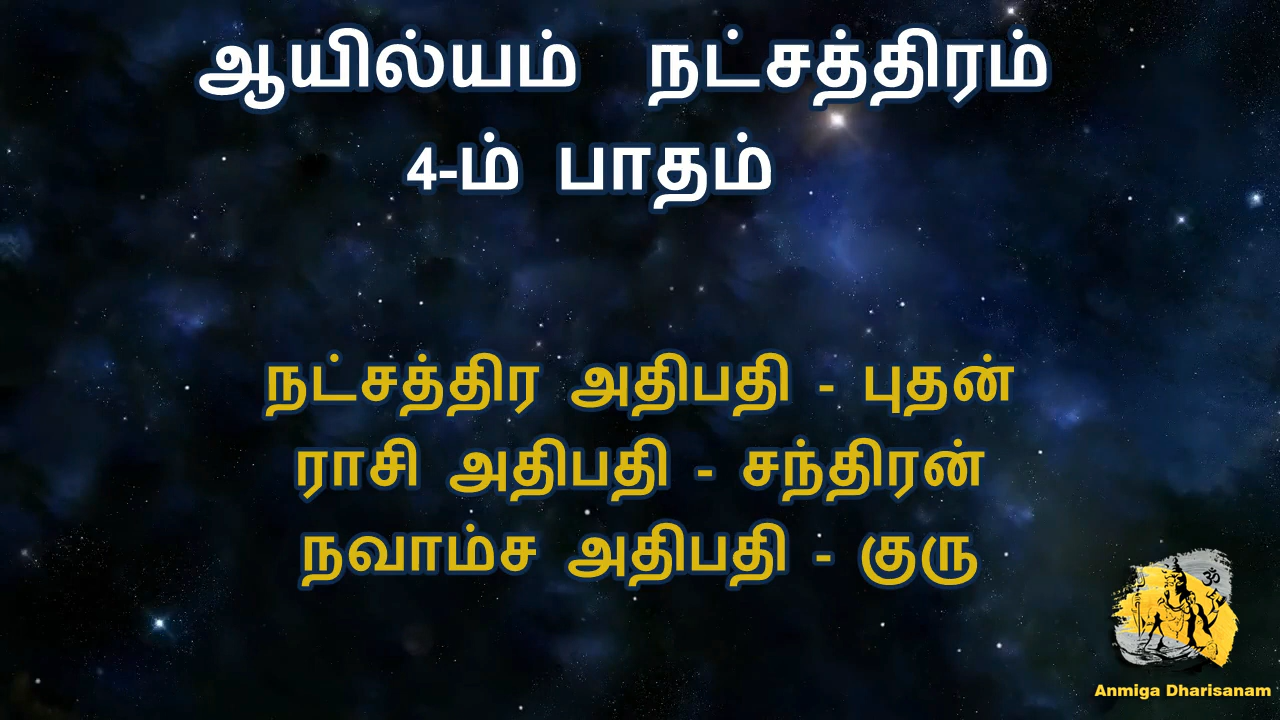 ஆயில்யம் நட்சத்திரம்
4-ம் பாதம்
நட்சத்திர அதிபதி - புதன்
ராசி அதிபதி - சந்திரன்
நவாம்ச அதிபதி - குரு
ॐ
Anmiga Dharisanam